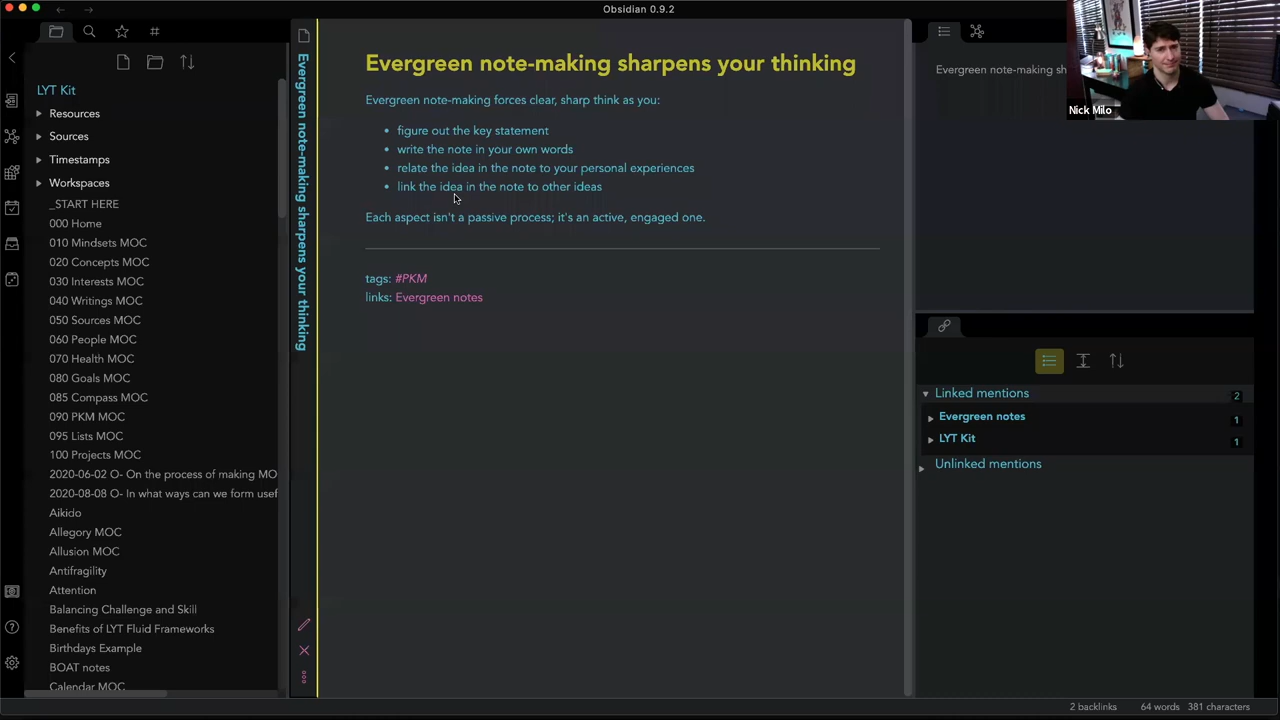 Obsidian 0.9.2
LYT Kit
Resources
Sources
Timestamps
Workspaces
_START HERE
000 Home
010 Mindsets MOC
020 Concepts MOC
030 Interests MOC
040 Writings MOC
050 Sources MOC
060 People MOC
070 Health MOC
080 Goals MOC
085 Compass MOC
090 PKM MOC
095 Lists MOC
100 Projects MOC
2020-06-02 O- On the process of making MO
2020-08-08 O- In what ways can we form usef
Aikido
Allegory MOC
Allusion MOC
Antifragility
Attention
Balancing Challenge and Skill
Benefits of LYT Fluid Frameworks
Birthdays Example
BOAT notes
Calendar MOC
Evergreen note-making sharpens your thinking
Evergreen note-making sharpens your thinking
Evergreen note-making forces clear, sharp think as you:
• figure out the key statement
• write the note in your own words
• relate the idea in the note to your personal experiences
• link the idea in the note to other ideas
Each aspect isn't a passive process; it's an active, engaged one.
tags: #PKM
links: Evergreen notes
Evergreen note-making sh
Nick Milo
Linked mentions 2
Evergreen notes 1
LYT Kit 1
Unlinked mentions
2 backlinks 64 words 381 characters